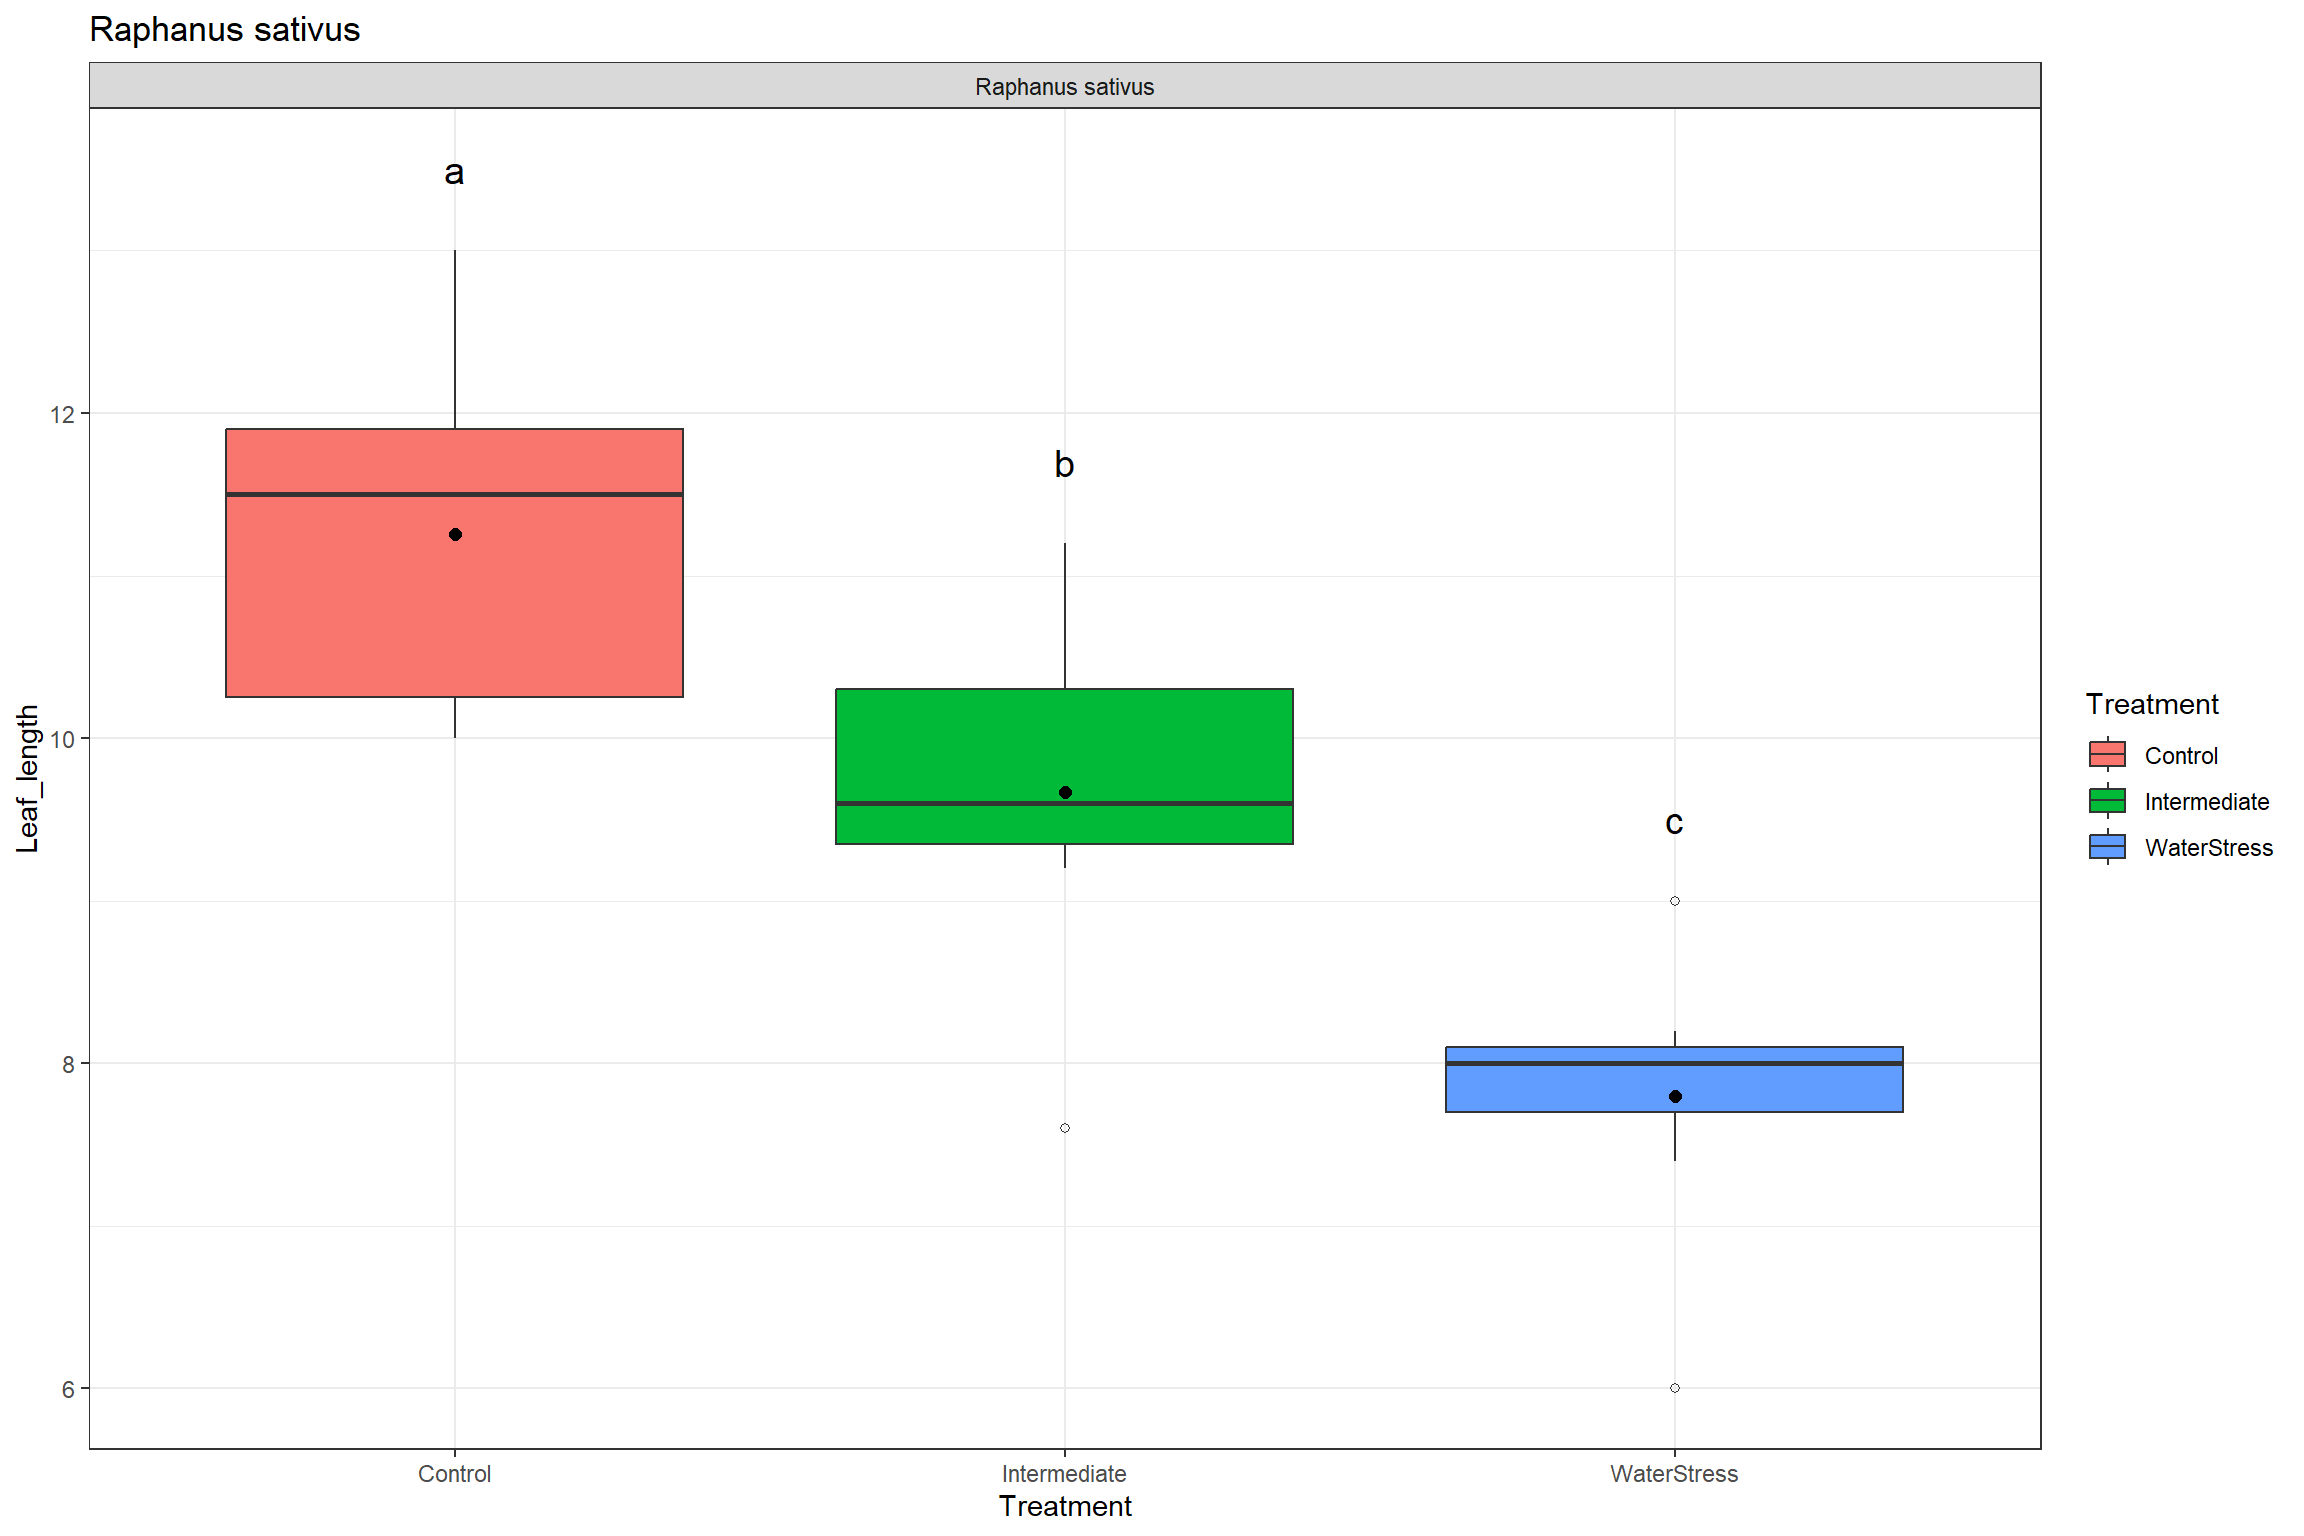 Raphanus sativus
Raphanus sativus
a
b
c
12
10
8
6
Leaf_length
Control
Intermediate
WaterStress
Treatment
Treatment
Control
Intermediate
WaterStress